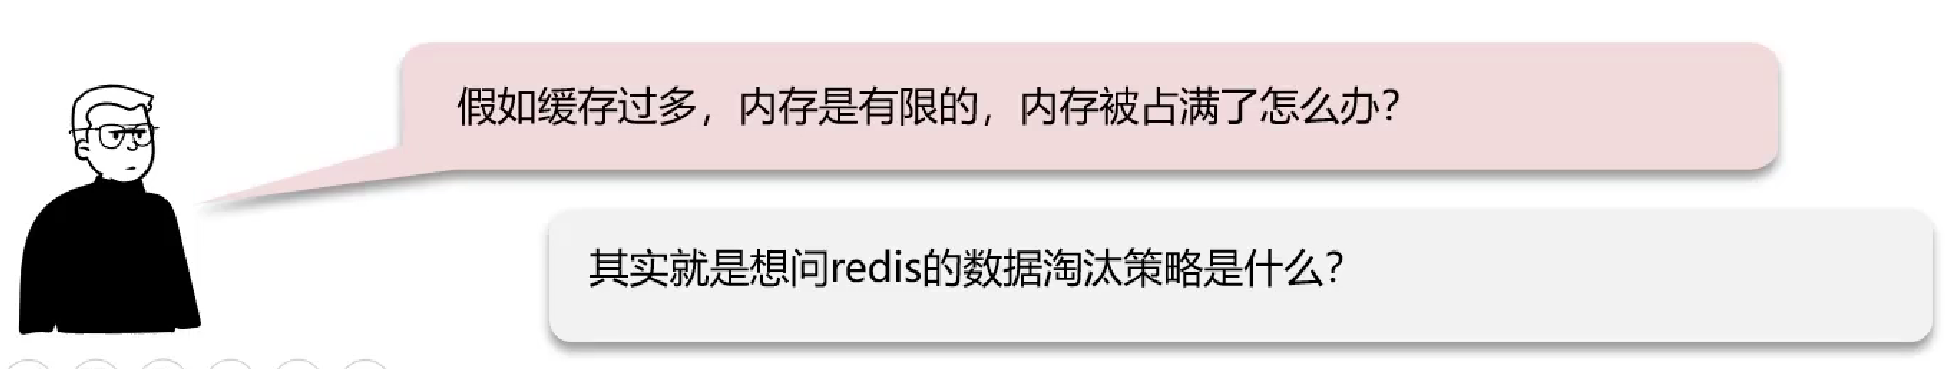 假如缓存过多，内存是有限的，内存被占满了怎么办？
其实就是想问redis的数据淘汰策略是什么？